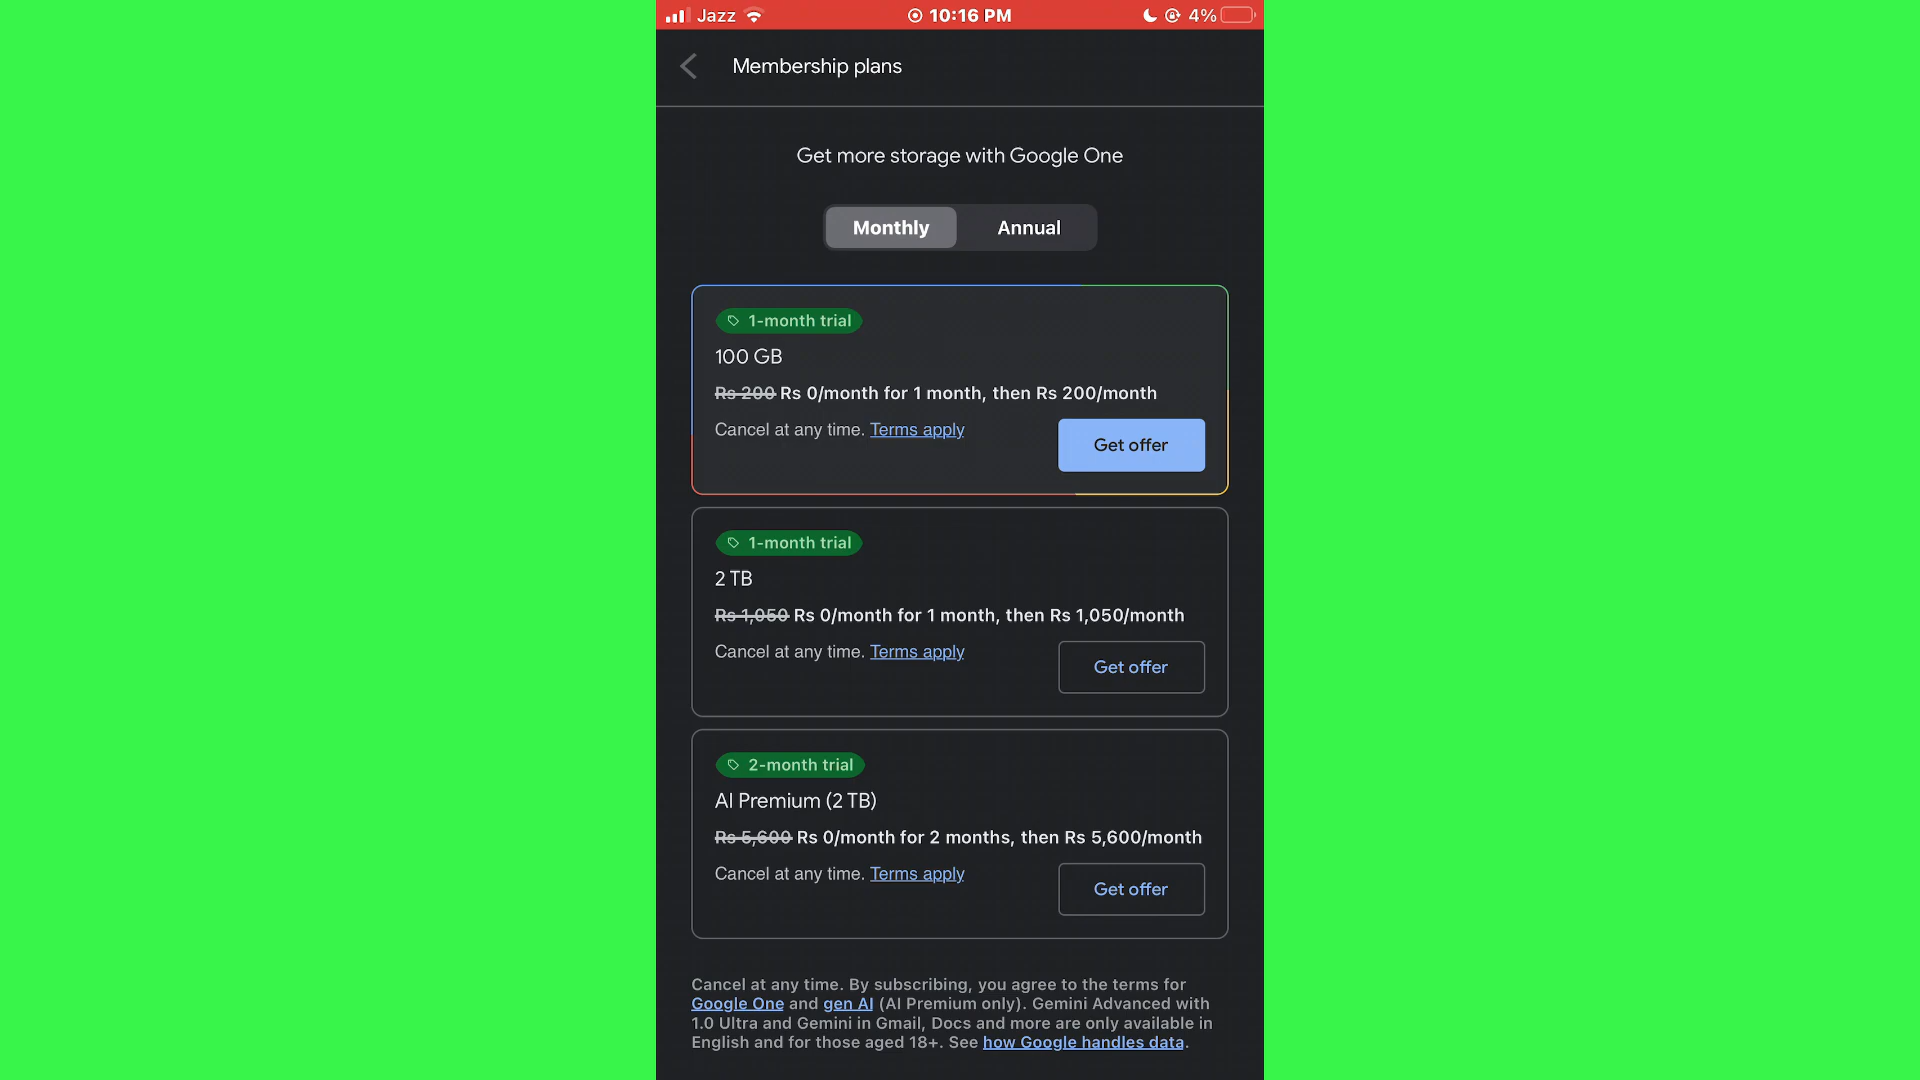 Jazz 10:16 PM 4%
Membership plans
Get more storage with Google One
Monthly Annual
1-month trial
100 GB
Rs 200 Rs 0/month for 1 month, then Rs 200/month
Cancel at any time. Terms apply
Get offer
1-month trial
2 TB
Rs 1,050 Rs 0/month for 1 month, then Rs 1,050/month
Cancel at any time. Terms apply
Get offer
2-month trial
AI Premium (2 TB)
Rs 5,600 Rs 0/month for 2 months, then Rs 5,600/month
Cancel at any time. Terms apply
Get offer
Cancel at any time. By subscribing, you agree to the terms for
Google One and gen AI (AI Premium only). Gemini Advanced with
1.0 Ultra and Gemini in Gmail, Docs and more are only available in
English and for those aged 18+. See how Google handles data.